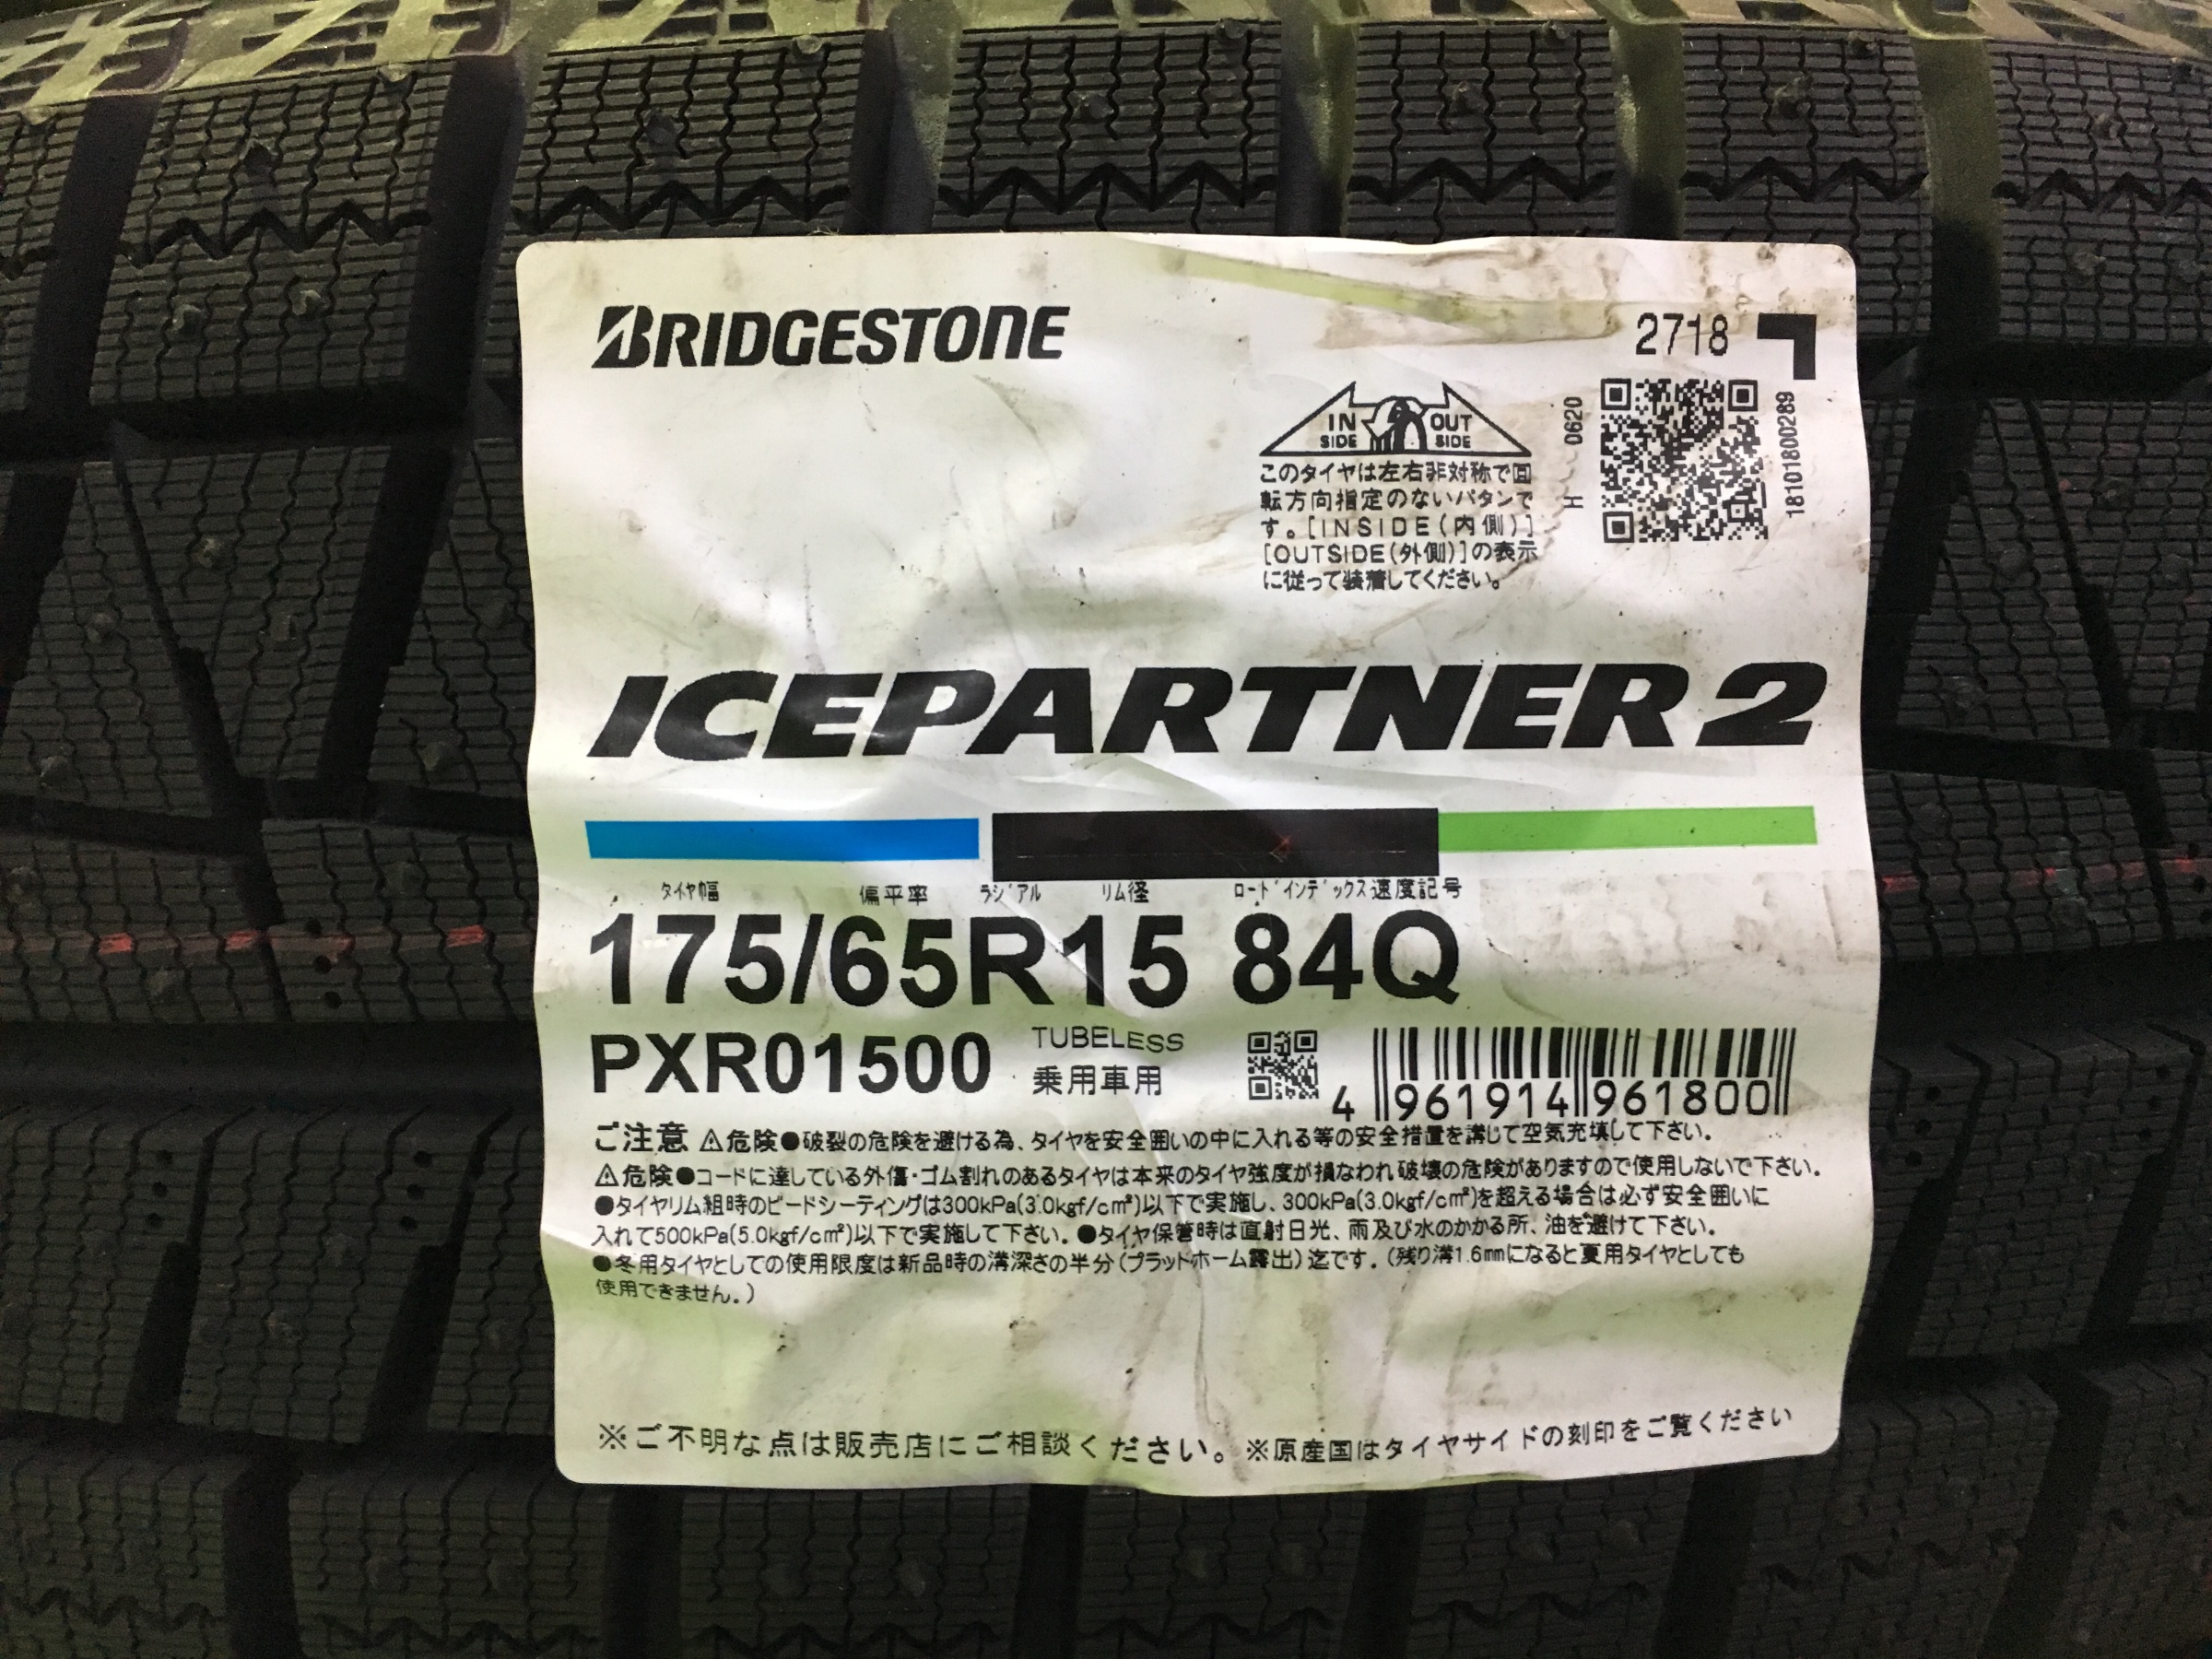 BRIDGESTONE
2718
IN SIDE OUT SIDE
H 0620
18101800289
このタイヤは左右非対称で回
転方向指定のないパタンで
す。[INSIDE(内側)]
[OUTSIDE(外側)]の表示
に従って装着してください。
ICEPARTNER2
タイヤ巾幅 偏平率 ラジアル リム径 ロードインデックス 速度記号
175/65R15 84Q
PXR01500 TUBELESS
乗用車用
4 961914 961800
ご注意 ⚠危険●破裂の危険を避ける為、タイヤを安全囲いの中に入れる等の安全措置を講じて空気充填して下さい。
⚠危険●コードに達している外傷・ゴム割れのあるタイヤは本来のタイヤ強度が損なわれ破壊の危険がありますので使用しないで下さい。
●タイヤリム組時のビードシーティングは300kPa(3.0kgf/c㎡)以下で実施し、300kPa(3.0kgf/c㎡)を超える場合は必ず安全囲いに
入れて500kPa(5.0kgf/c㎡)以下で実施して下さい。●タイヤ保管時は直射日光、雨及び水のかかる所、油を避けて下さい。
●冬用タイヤとしての使用限度は新品時の溝深さの半分(プラットホーム露出)迄です。(残り溝1.6㎜になると夏用タイヤとしても
使用できません。)
※ご不明な点は販売店にご相談ください。※原産国はタイヤサイドの刻印をご覧ください